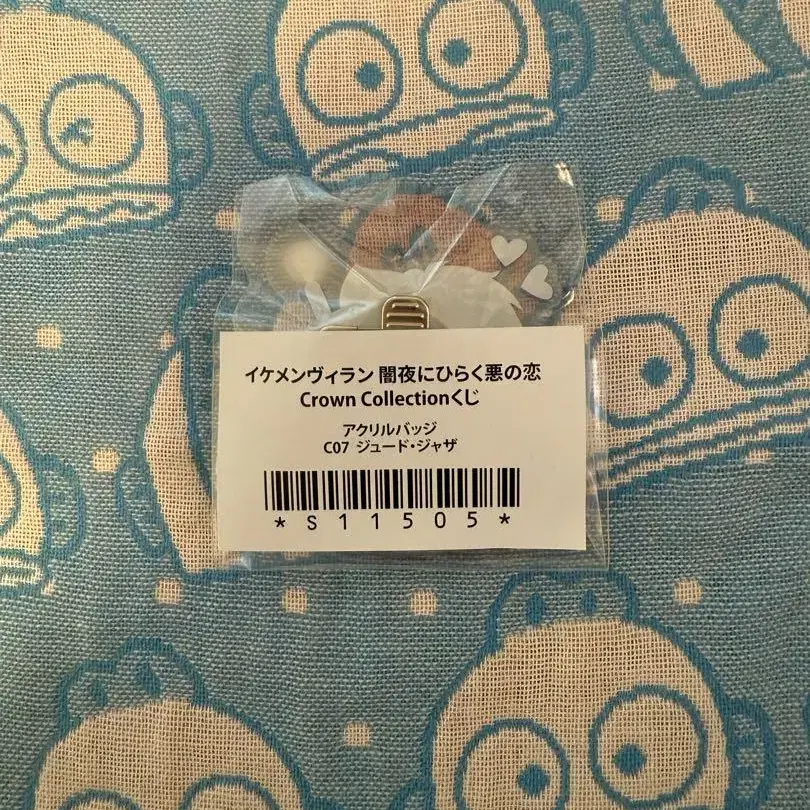 イケメンヴィラン 闇夜にひらく悪の恋
Crown Collectionくじ
アクリルバッジ
C07 ジュード・ジャザ
*S11505*